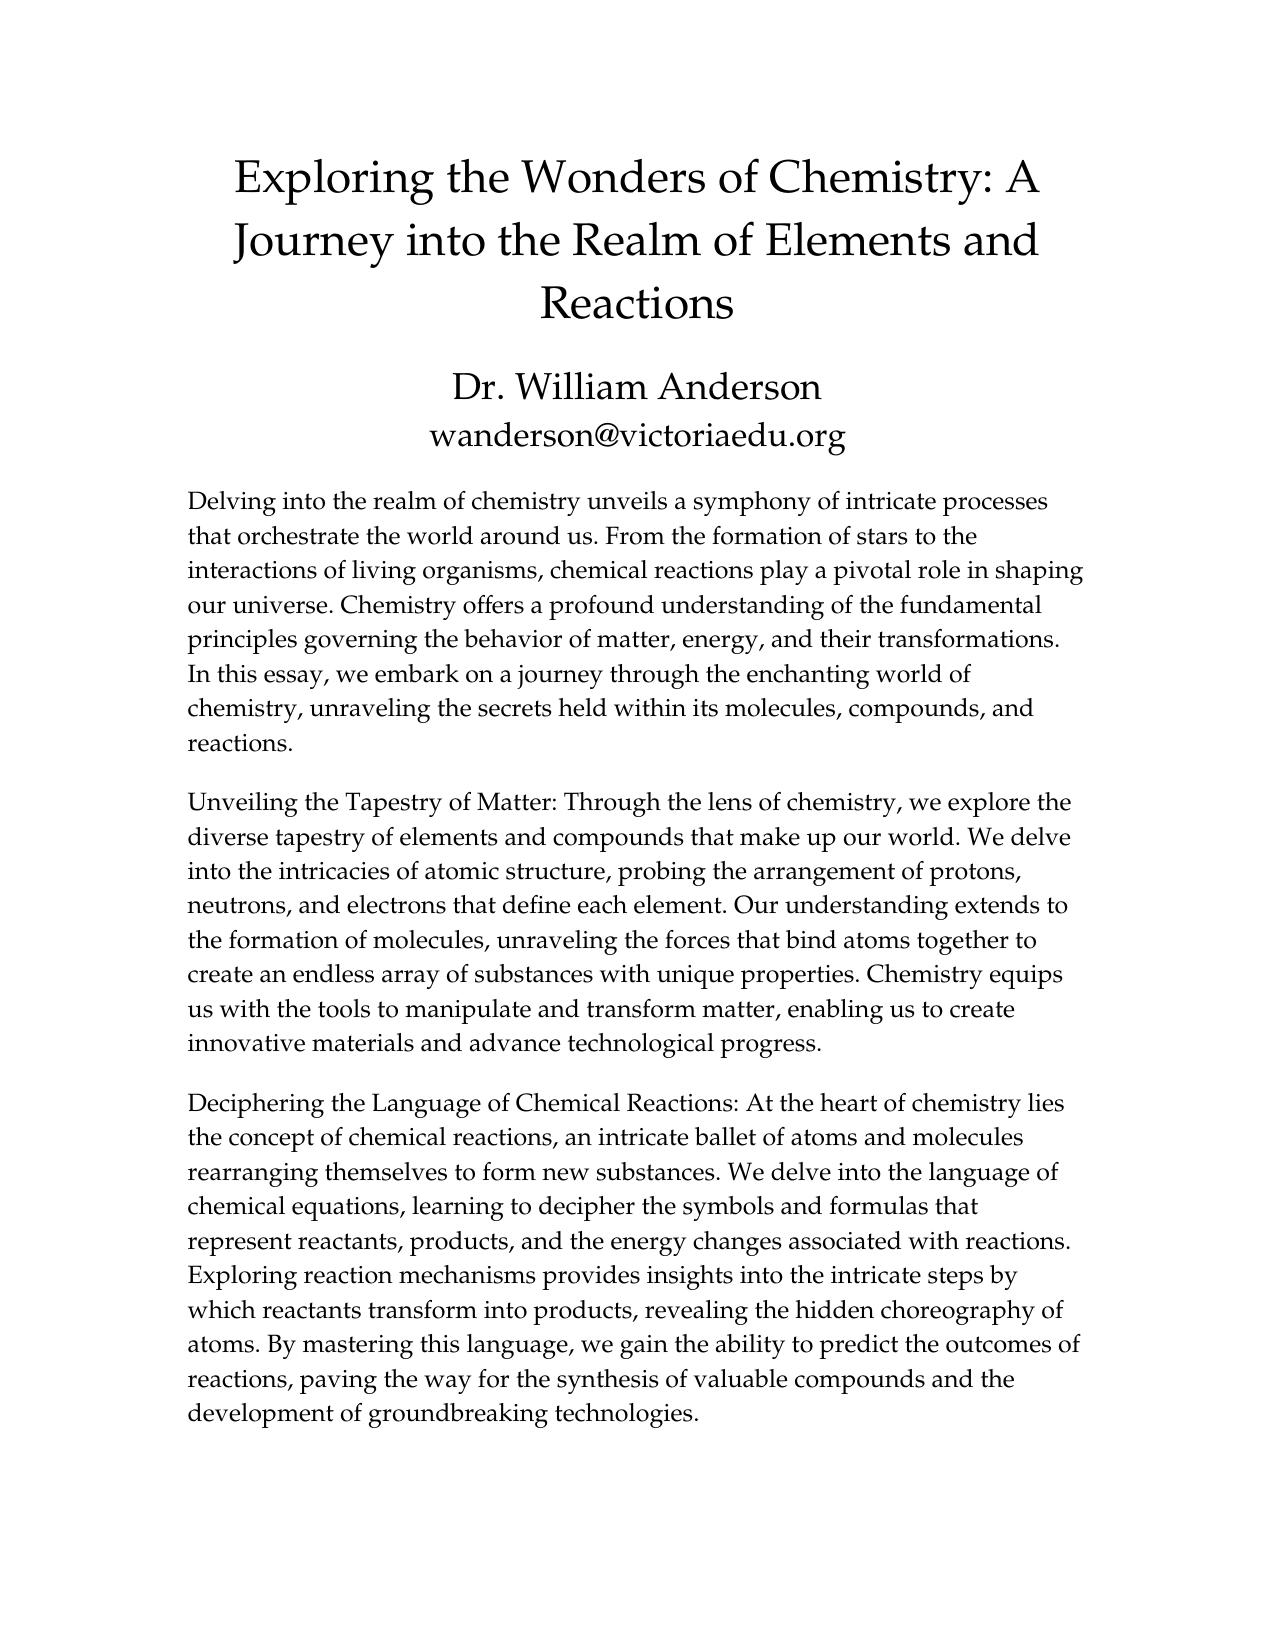 Exploring the Wonders of Chemistry: A
Journey into the Realm of Elements and
Reactions
Dr. William Anderson
wanderson@victoriaedu.org
Delving into the realm of chemistry unveils a symphony of intricate processes
that orchestrate the world around us. From the formation of stars to the
interactions of living organisms, chemical reactions play a pivotal role in shaping
our universe. Chemistry offers a profound understanding of the fundamental
principles governing the behavior of matter, energy, and their transformations.
In this essay, we embark on a journey through the enchanting world of
chemistry, unraveling the secrets held within its molecules, compounds, and
reactions.
Unveiling the Tapestry of Matter: Through the lens of chemistry, we explore the
diverse tapestry of elements and compounds that make up our world. We delve
into the intricacies of atomic structure, probing the arrangement of protons,
neutrons, and electrons that define each element. Our understanding extends to
the formation of molecules, unraveling the forces that bind atoms together to
create an endless array of substances with unique properties. Chemistry equips
us with the tools to manipulate and transform matter, enabling us to create
innovative materials and advance technological progress.
Deciphering the Language of Chemical Reactions: At the heart of chemistry lies
the concept of chemical reactions, an intricate ballet of atoms and molecules
rearranging themselves to form new substances. We delve into the language of
chemical equations, learning to decipher the symbols and formulas that
represent reactants, products, and the energy changes associated with reactions.
Exploring reaction mechanisms provides insights into the intricate steps by
which reactants transform into products, revealing the hidden choreography of
atoms. By mastering this language, we gain the ability to predict the outcomes of
reactions, paving the way for the synthesis of valuable compounds and the
development of groundbreaking technologies.